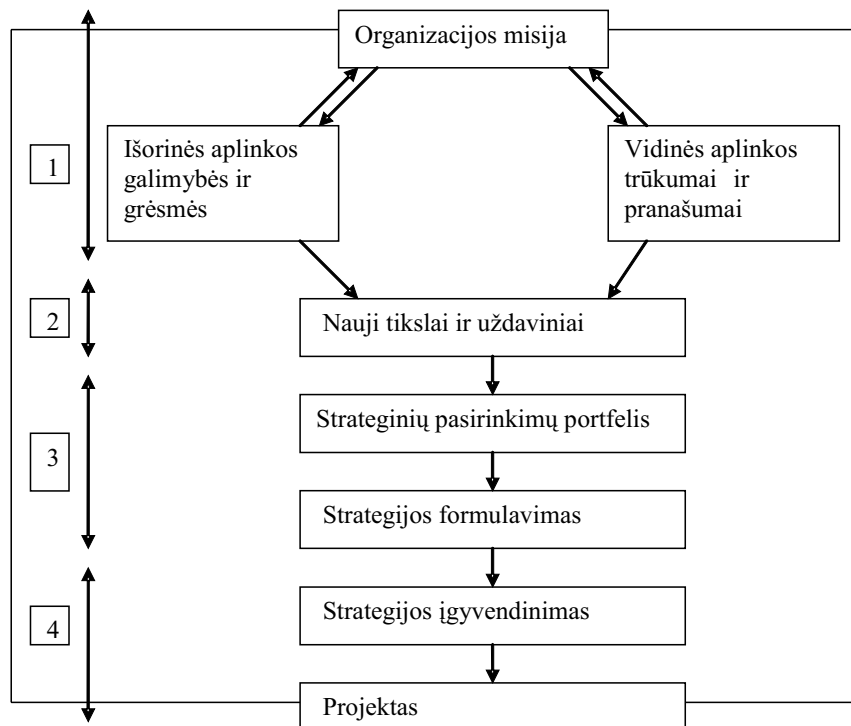 Organizacijos misija
1
Išorinės aplinkos
galimybės ir
grėsmės
Vidinės aplinkos
trūkumai ir
pranašumai
2
Nauji tikslai ir uždaviniai
3
Strateginių pasirinkimų portfelis
Strategijos formulavimas
4
Strategijos įgyvendinimas
Projektas